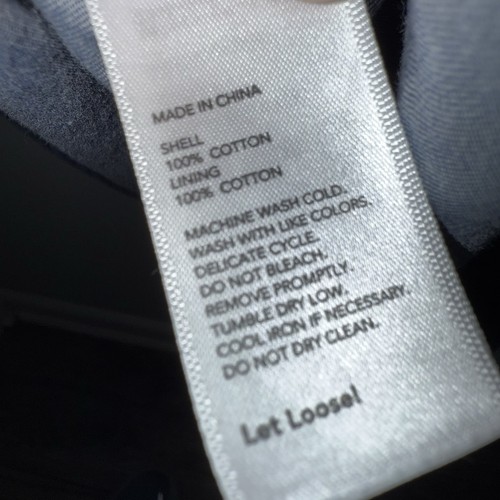 MADE IN CHINA
SHELL
100% COTTON
LINING
100% COTTON
MACHINE WASH COLD.
WASH WITH LIKE COLORS.
DELICATE CYCLE.
DO NOT BLEACH.
REMOVE PROMPTLY.
TUMBLE DRY LOW.
COOL IRON IF NECESSARY.
DO NOT DRY CLEAN.
Let Loose!